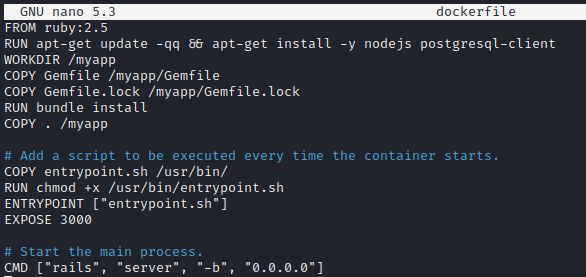 GNU nano 5.3 dockerfile
FROM ruby:2.5
RUN apt-get update -qq && apt-get install -y nodejs postgresql-client
WORKDIR /myapp
COPY Gemfile /myapp/Gemfile
COPY Gemfile.lock /myapp/Gemfile.lock
RUN bundle install
COPY . /myapp

# Add a script to be executed every time the container starts.
COPY entrypoint.sh /usr/bin/
RUN chmod +x /usr/bin/entrypoint.sh
ENTRYPOINT ["entrypoint.sh"]
EXPOSE 3000

# Start the main process.
CMD ["rails", "server", "-b", "0.0.0.0"]